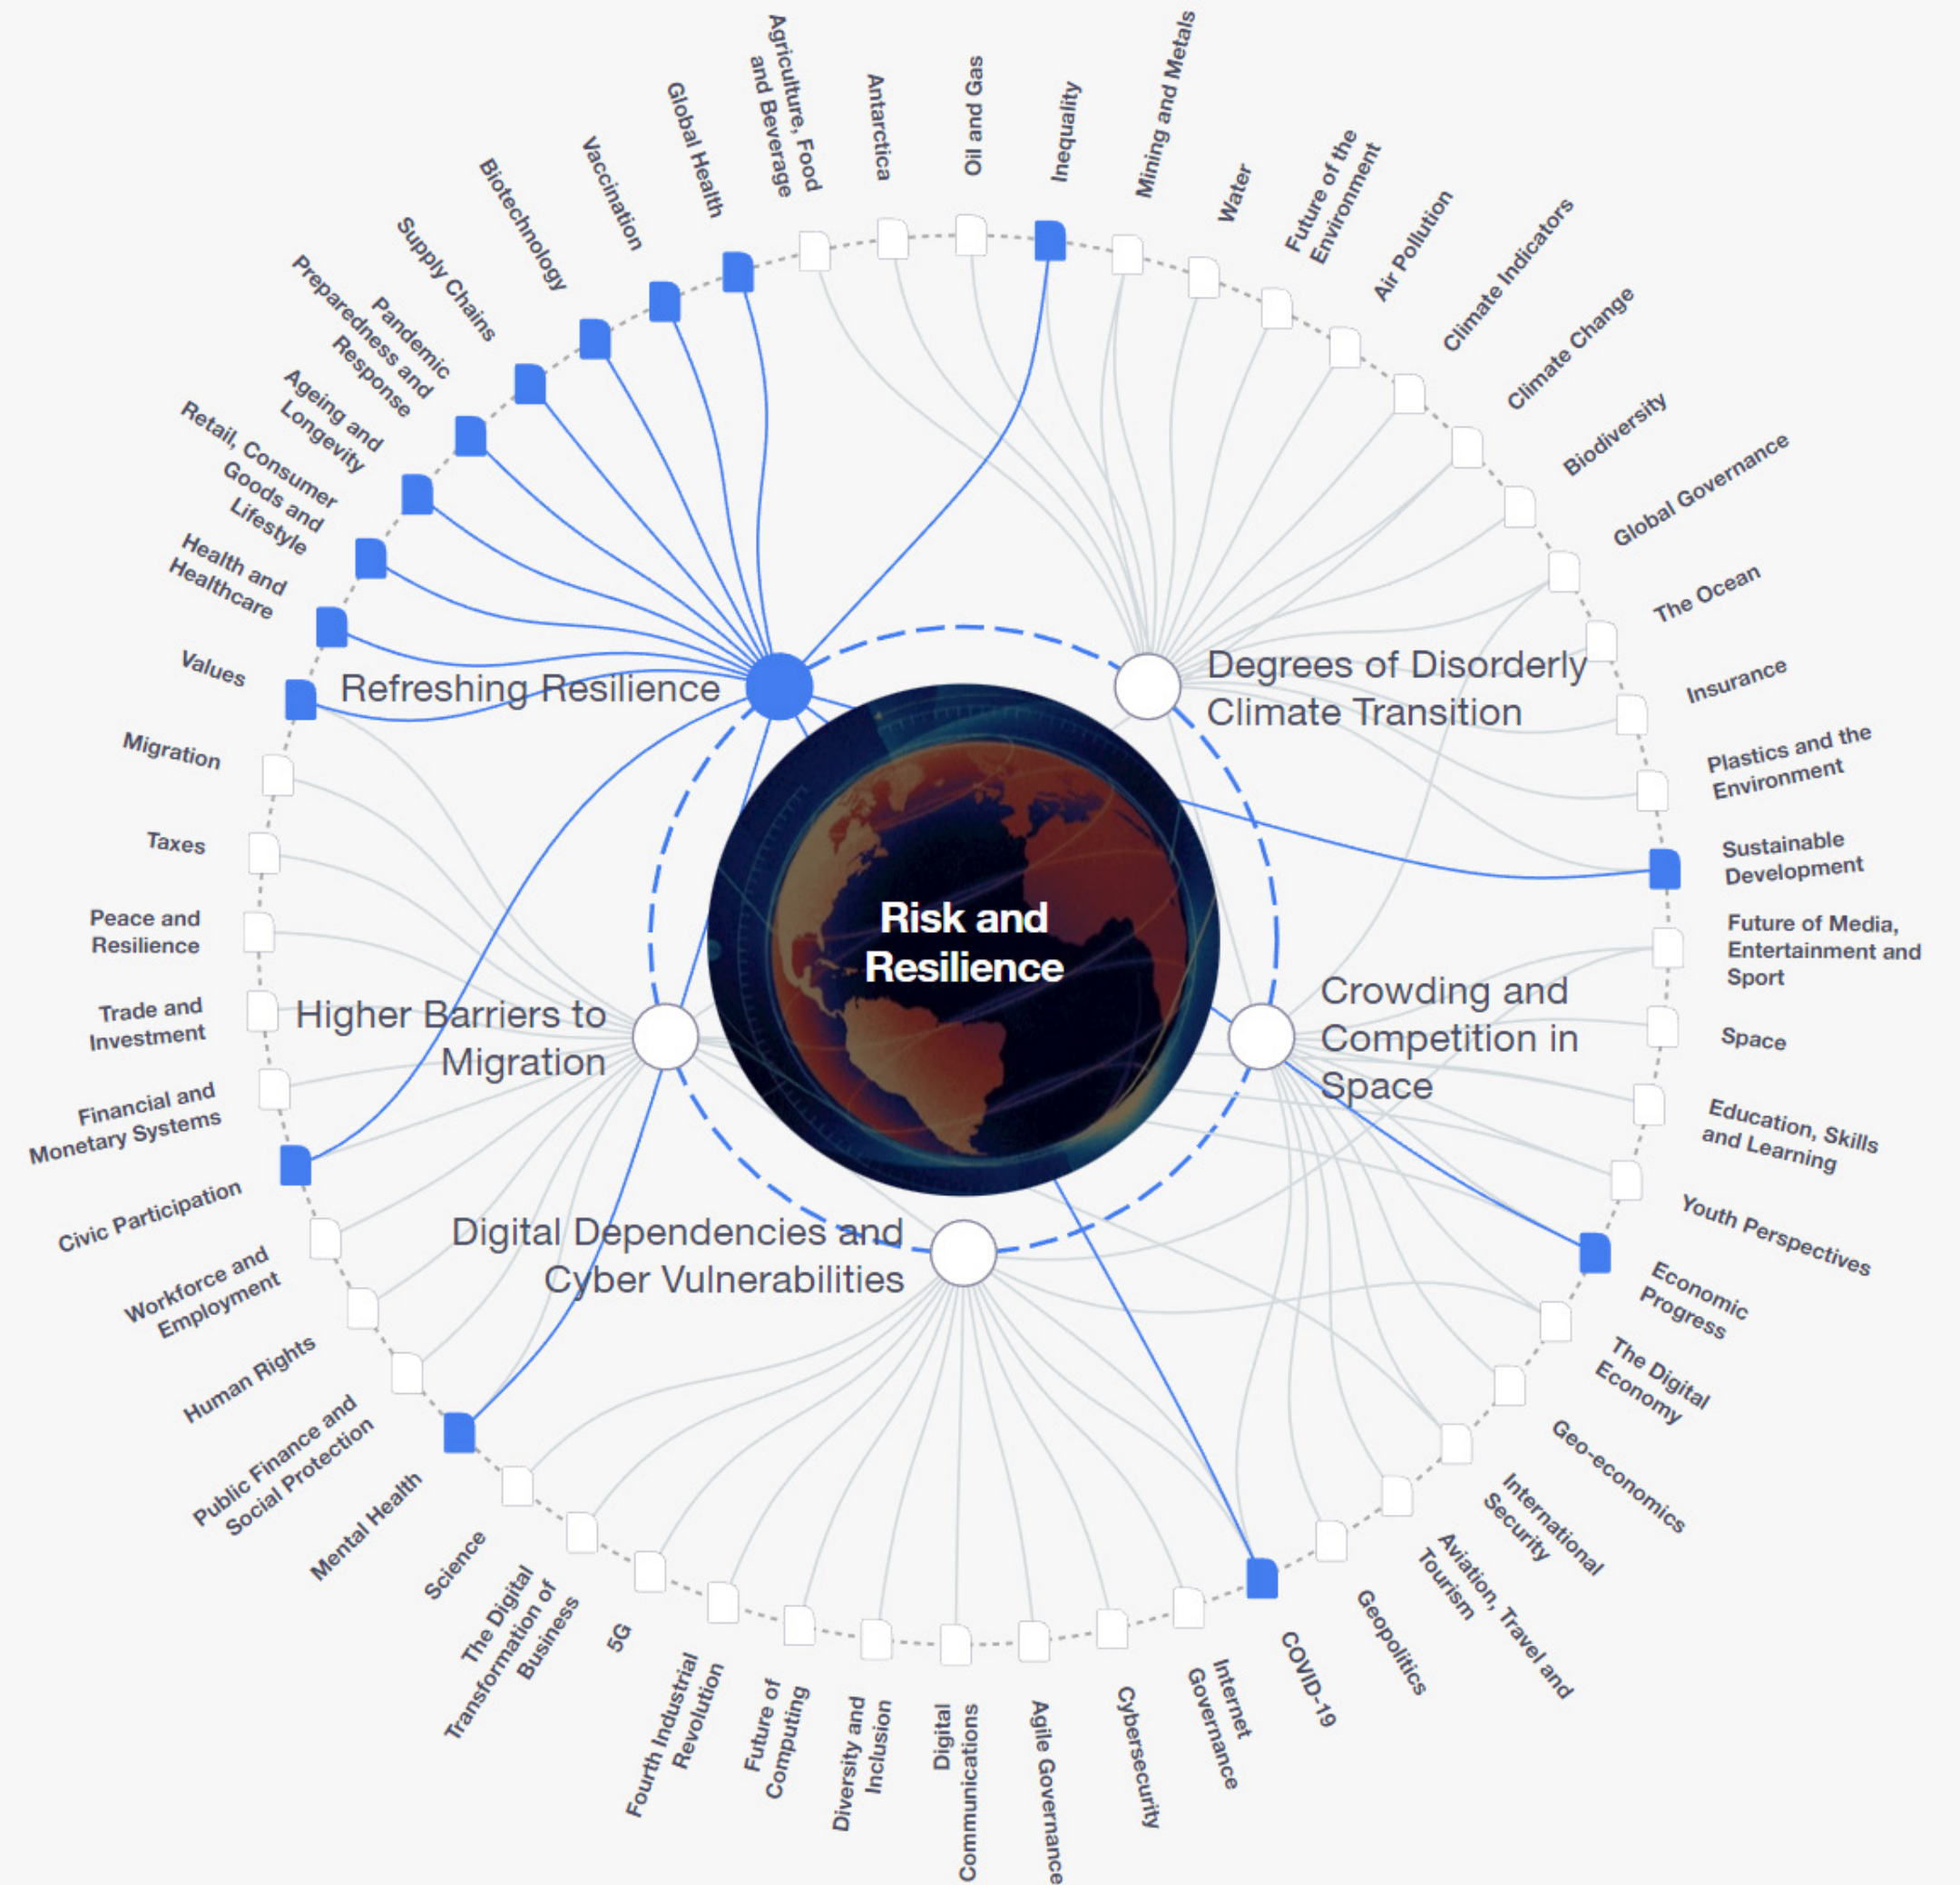 Risk and
Resilience
Refreshing Resilience
Degrees of Disorderly
Climate Transition
Crowding and
Competition in
Space
Digital Dependencies and
Cyber Vulnerabilities
Higher Barriers to
Migration
Agriculture, Food
and Beverage
Antarctica
Oil and Gas
Inequality
Mining and Metals
Water
Future of the
Environment
Air Pollution
Climate Indicators
Climate Change
Biodiversity
Global Governance
The Ocean
Insurance
Plastics and the
Environment
Sustainable
Development
Future of Media,
Entertainment and
Sport
Space
Education, Skills
and Learning
Youth Perspectives
Economic
Progress
The Digital
Economy
Geo-economics
International
Security
Aviation, Travel and
Tourism
Geopolitics
COVID-19
Internet
Governance
Cybersecurity
Agile Governance
Digital
Communications
Diversity and
Inclusion
Future of
Computing
Fourth Industrial
Revolution
5G
The Digital
Transformation of
Business
Science
Mental Health
Public Finance and
Social Protection
Human Rights
Workforce and
Employment
Civic Participation
Financial and
Monetary Systems
Trade and
Investment
Peace and
Resilience
Taxes
Migration
Values
Health and
Healthcare
Retail, Consumer
Goods and
Lifestyle
Ageing and
Longevity
Pandemic
Preparedness and
Response
Supply Chains
Biotechnology
Vaccination
Global Health